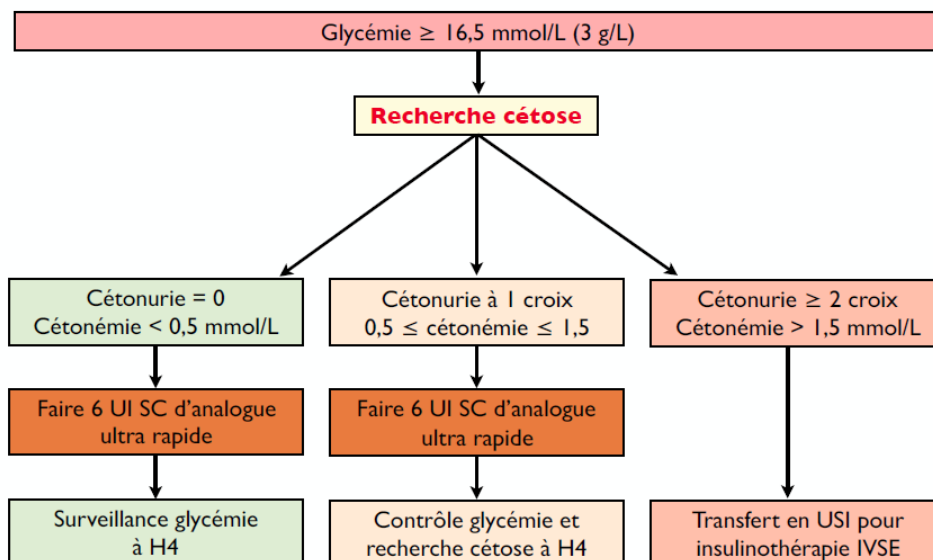 Glycémie ≥ 16,5 mmol/L (3 g/L)
Recherche cétose
Cétonurie = 0
Cétonémie < 0,5 mmol/L
Cétonurie à 1 croix
0,5 ≤ cétonémie ≤ 1,5
Cétonurie ≥ 2 croix
Cétonémie > 1,5 mmol/L
Faire 6 UI SC d’analogue
ultra rapide
Faire 6 UI SC d’analogue
ultra rapide
Surveillance glycémie
à H4
Contrôle glycémie et
recherche cétose à H4
Transfert en USI pour
insulinothérapie IVSE